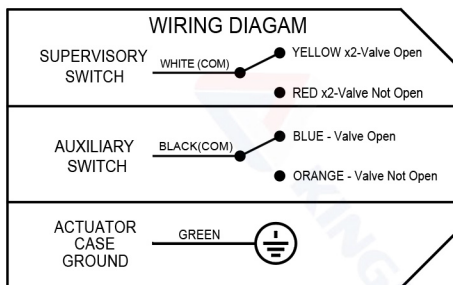 WIRING DIAGAM
SUPERVISORY
SWITCH
WHITE (COM)
YELLOW x2-Valve Open
RED x2-Valve Not Open
AUXILIARY
SWITCH
BLACK(COM)
BLUE - Valve Open
ORANGE - Valve Not Open
ACTUATOR
CASE
GROUND
GREEN
KING